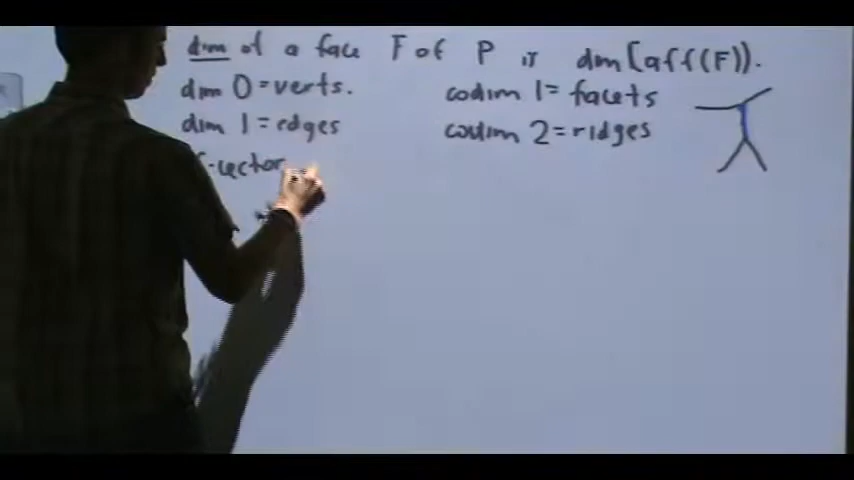 dim of a face F of P is dim(aff(F)).
dim 0 = verts.
codim 1 = facets
dim 1 = edges
codim 2 = ridges
f-vector